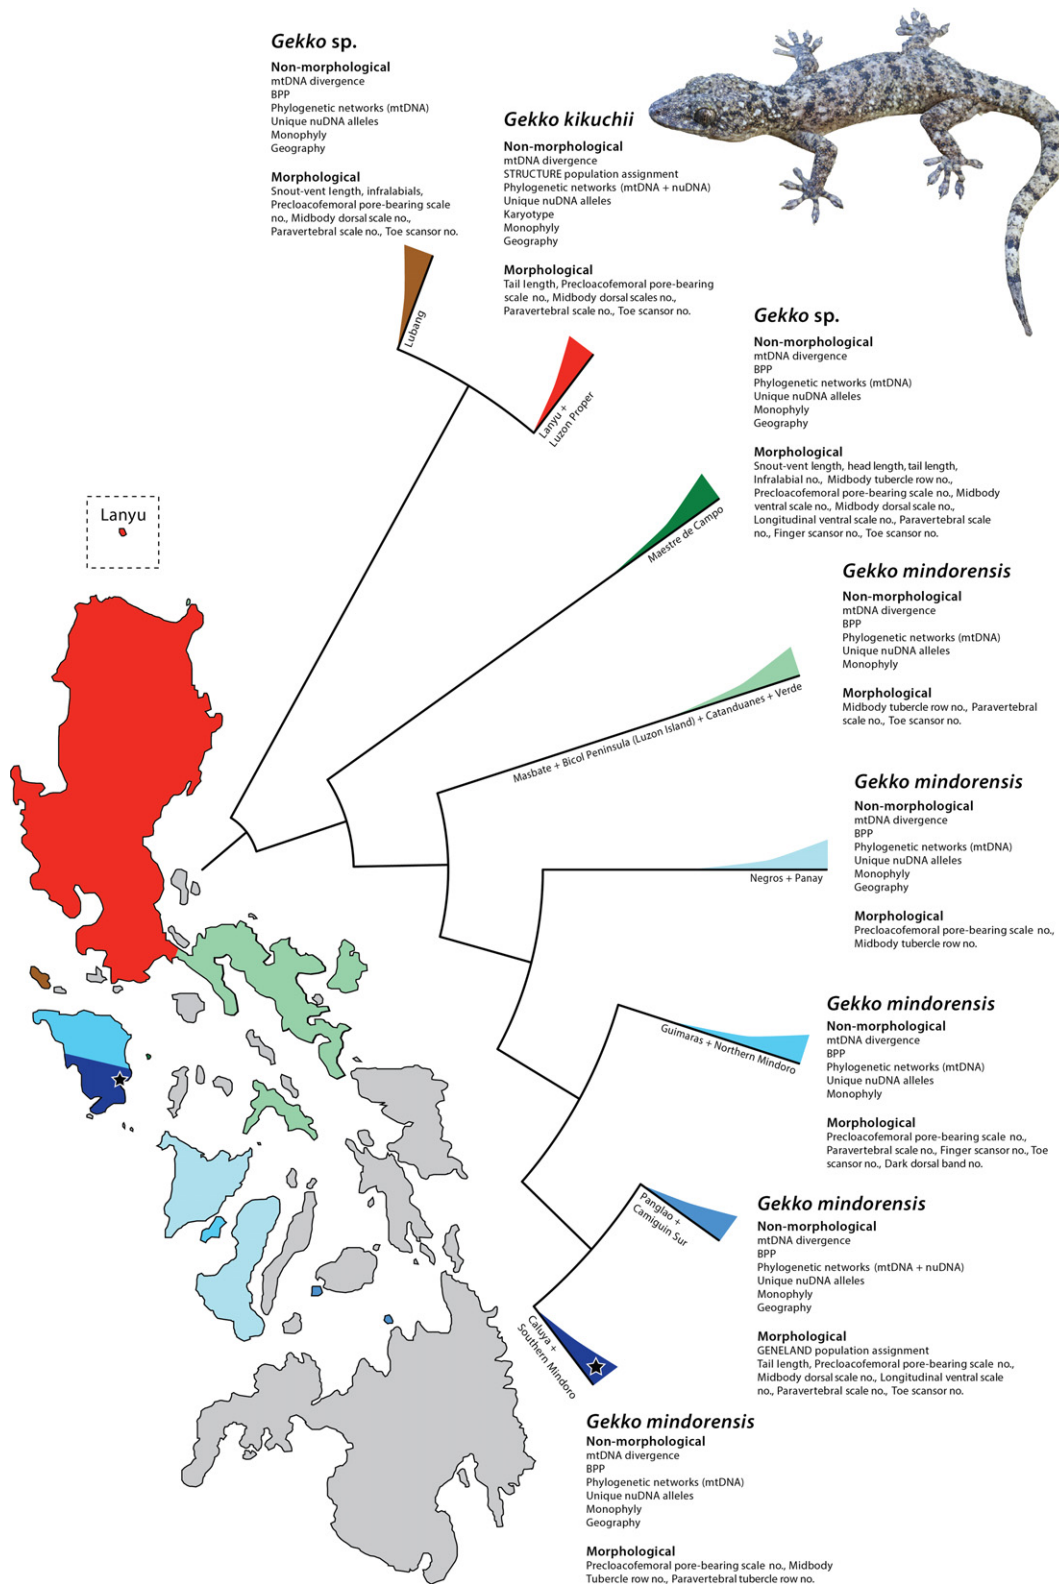 Gekko sp.
Non-morphological
mtDNA divergence
BPP
Phylogenetic networks (mtDNA)
Unique nuDNA alleles
Monophyly
Geography
Morphological
Snout-vent length, infralabials,
Precloacofemoral pore-bearing scale
no., Midbody dorsal scale no.,
Paravertebral scale no., Toe scansor no.
Gekko kikuchii
Non-morphological
mtDNA divergence
STRUCTURE population assignment
Phylogenetic networks (mtDNA + nuDNA)
Unique nuDNA alleles
Karyotype
Monophyly
Geography
Morphological
Tail length, Precloacofemoral pore-bearing
scale no., Midbody dorsal scales no.,
Paravertebral scale no., Toe scansor no.
Lubang
Lanyu +
Luzon Proper
Gekko sp.
Non-morphological
mtDNA divergence
BPP
Phylogenetic networks (mtDNA)
Unique nuDNA alleles
Monophyly
Geography
Morphological
Snout-vent length, head length, tail length,
Infralabial no., Midbody tubercle row no.,
Precloacofemoral pore-bearing scale no., Midbody
ventral scale no., Midbody dorsal scale no.,
Longitudinal ventral scale no., Paravertebral scale
no., Finger scansor no., Toe scansor no.
Maestre de Campo
Lanyu
Gekko mindorensis
Non-morphological
mtDNA divergence
BPP
Phylogenetic networks (mtDNA)
Unique nuDNA alleles
Monophyly
Morphological
Midbody tubercle row no., Paravertebral
scale no., Toe scansor no.
Masbate + Bicol Peninsula (Luzon Island) + Catanduanes + Verde
Gekko mindorensis
Non-morphological
mtDNA divergence
BPP
Phylogenetic networks (mtDNA)
Unique nuDNA alleles
Monophyly
Geography
Morphological
Precloacofemoral pore-bearing scale no.,
Midbody tubercle row no.
Negros + Panay
Gekko mindorensis
Non-morphological
mtDNA divergence
BPP
Phylogenetic networks (mtDNA)
Unique nuDNA alleles
Monophyly
Morphological
Precloacofemoral pore-bearing scale no.,
Paravertebral scale no., Finger scansor no., Toe
scansor no., Dark dorsal band no.
Guimaras + Northern Mindoro
Gekko mindorensis
Non-morphological
mtDNA divergence
BPP
Phylogenetic networks (mtDNA + nuDNA)
Unique nuDNA alleles
Monophyly
Geography
Morphological
GENELAND population assignment
Tail length, Precloacofemoral pore-bearing scale no.,
Midbody dorsal scale no., Longitudinal ventral scale
no., Paravertebral scale no., Toe scansor no.
Panglao +
Camiguin Sur
Caluya +
Southern Mindoro
Gekko mindorensis
Non-morphological
mtDNA divergence
BPP
Phylogenetic networks (mtDNA)
Unique nuDNA alleles
Monophyly
Geography
Morphological
Precloacofemoral pore-bearing scale no., Midbody
Tubercle row no., Paravertebral tubercle row no.